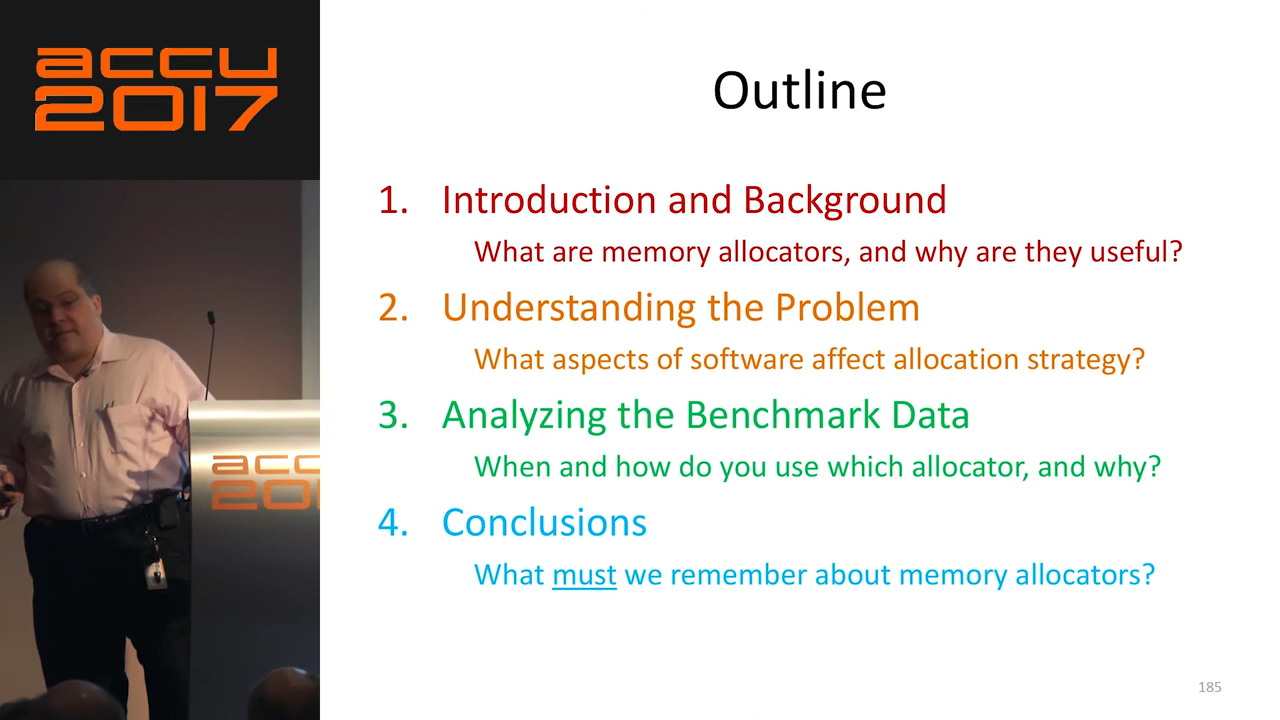 accu
2017
Outline
1. Introduction and Background
What are memory allocators, and why are they useful?
2. Understanding the Problem
What aspects of software affect allocation strategy?
3. Analyzing the Benchmark Data
When and how do you use which allocator, and why?
4. Conclusions
What must we remember about memory allocators?
185
acc
201